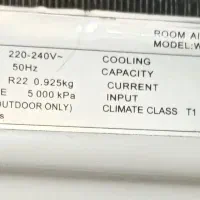 ROOM AI
MODEL:W
220-240V~ COOLING
50Hz CAPACITY
R22 0.925kg CURRENT
E 5 000 kPa INPUT
OUTDOOR ONLY) CLIMATE CLASS T1
s